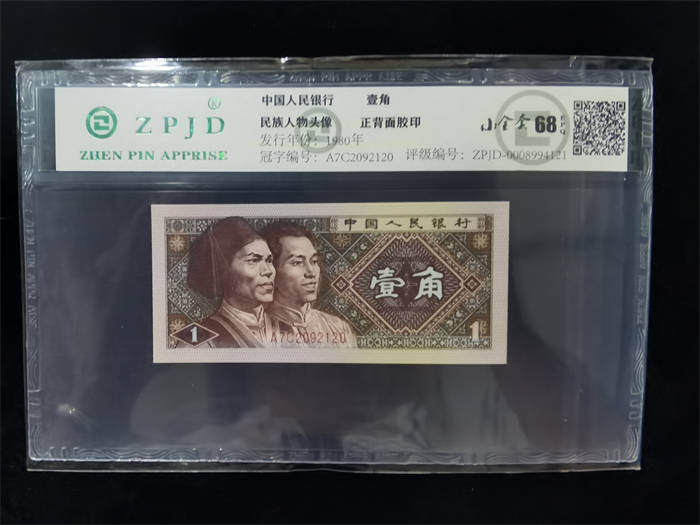 ZPJD ®
ZHEN PIN APPRISE
中国人民银行 壹角
民族人物头像 正背面胶印
发行年份：1980年
冠字编号：A7C2092120 评级编号：ZPJD-0008994121
68 EPQ
中国人民银行
壹角
1 A7C2092120 1